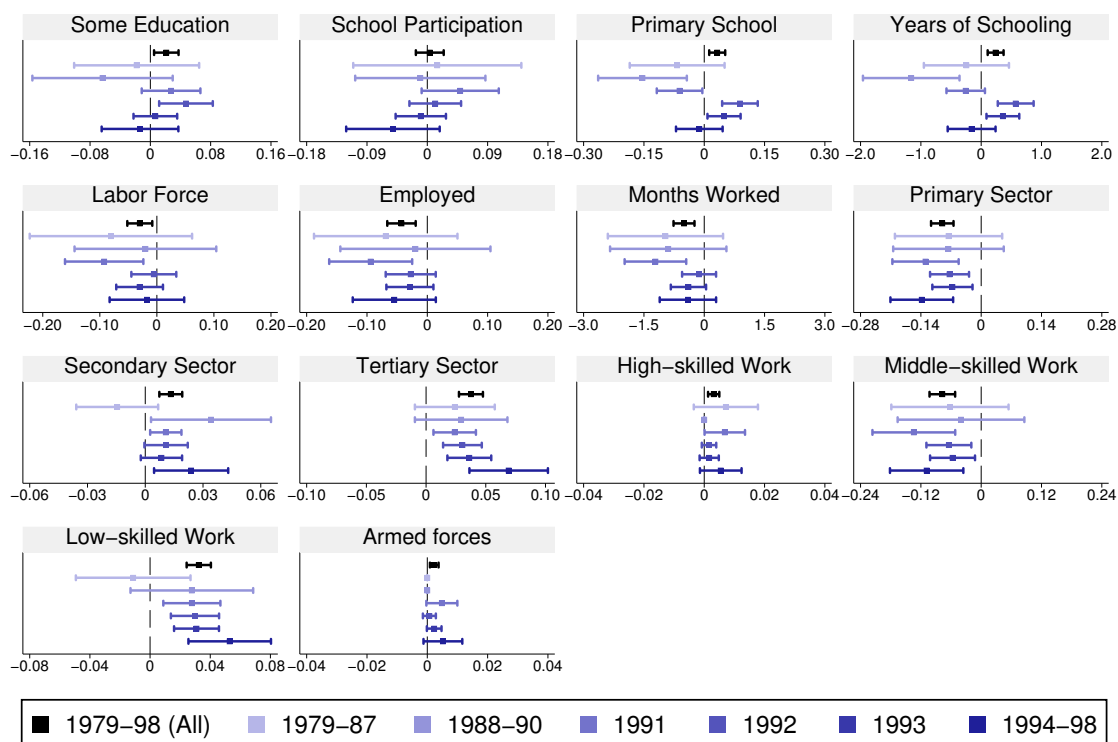 Some Education
School Participation
Primary School
Years of Schooling
−0.16 −0.08 0 0.08 0.16
−0.18 −0.09 0 0.09 0.18
−0.30 −0.15 0 0.15 0.30
−2.0 −1.0 0 1.0 2.0
Labor Force
Employed
Months Worked
Primary Sector
−0.20 −0.10 0 0.10 0.20
−0.20 −0.10 0 0.10 0.20
−3.0 −1.5 0 1.5 3.0
−0.28 −0.14 0 0.14 0.28
Secondary Sector
Tertiary Sector
High−skilled Work
Middle−skilled Work
−0.06 −0.03 0 0.03 0.06
−0.10 −0.05 0 0.05 0.10
−0.04 −0.02 0 0.02 0.04
−0.24 −0.12 0 0.12 0.24
Low−skilled Work
Armed forces
−0.08 −0.04 0 0.04 0.08
−0.04 −0.02 0 0.02 0.04
1979−98 (All) 1979−87 1988−90 1991 1992 1993 1994−98